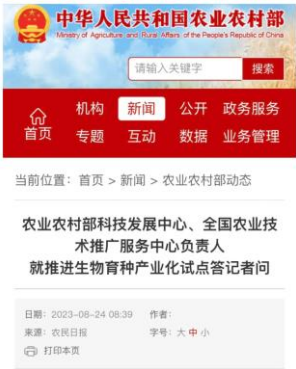 中华人民共和国农业农村部
Ministry of Agriculture and Rural Affairs of the People's Republic of China
请输入关键字 搜索
首页 机构 新闻 公开 政务服务
专题 互动 数据 业务管理
当前位置: 首页 > 新闻 > 农业农村部动态
农业农村部科技发展中心、全国农业技
术推广服务中心负责人
就推进生物育种产业化试点答记者问
日期: 2023-08-24 08:39 作者:
来源: 农民日报 字号: 大 中 小
打印本页